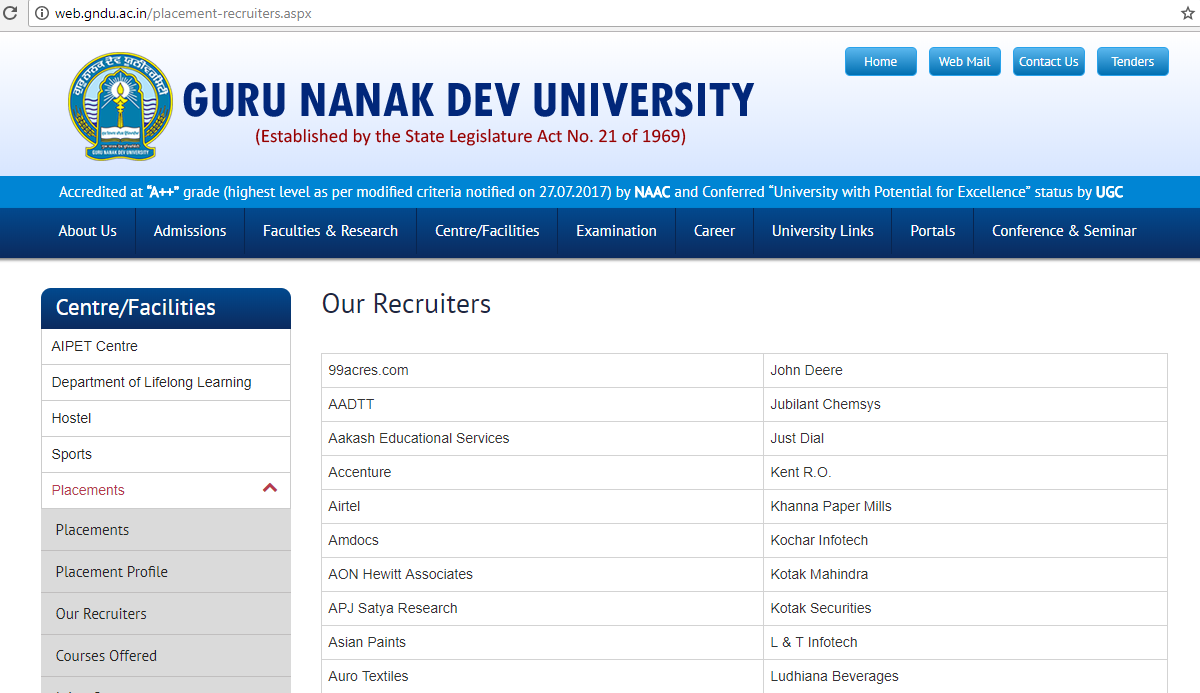 web.gndu.ac.in/placement-recruiters.aspx
Home Web Mail Contact Us Tenders
GURU NANAK DEV UNIVERSITY
(Established by the State Legislature Act No. 21 of 1969)
GURU NANAK DEV UNIVERSITY
Accredited at "A++" grade (highest level as per modified criteria notified on 27.07.2017) by NAAC and Conferred “University with Potential for Excellence” status by UGC
About Us Admissions Faculties & Research Centre/Facilities Examination Career University Links Portals Conference & Seminar
Centre/Facilities
AIPET Centre
Department of Lifelong Learning
Hostel
Sports
Placements
Placements
Placement Profile
Our Recruiters
Courses Offered
Our Recruiters
99acres.com John Deere
AADTT Jubilant Chemsys
Aakash Educational Services Just Dial
Accenture Kent R.O.
Airtel Khanna Paper Mills
Amdocs Kochar Infotech
AON Hewitt Associates Kotak Mahindra
APJ Satya Research Kotak Securities
Asian Paints L & T Infotech
Auro Textiles Ludhiana Beverages